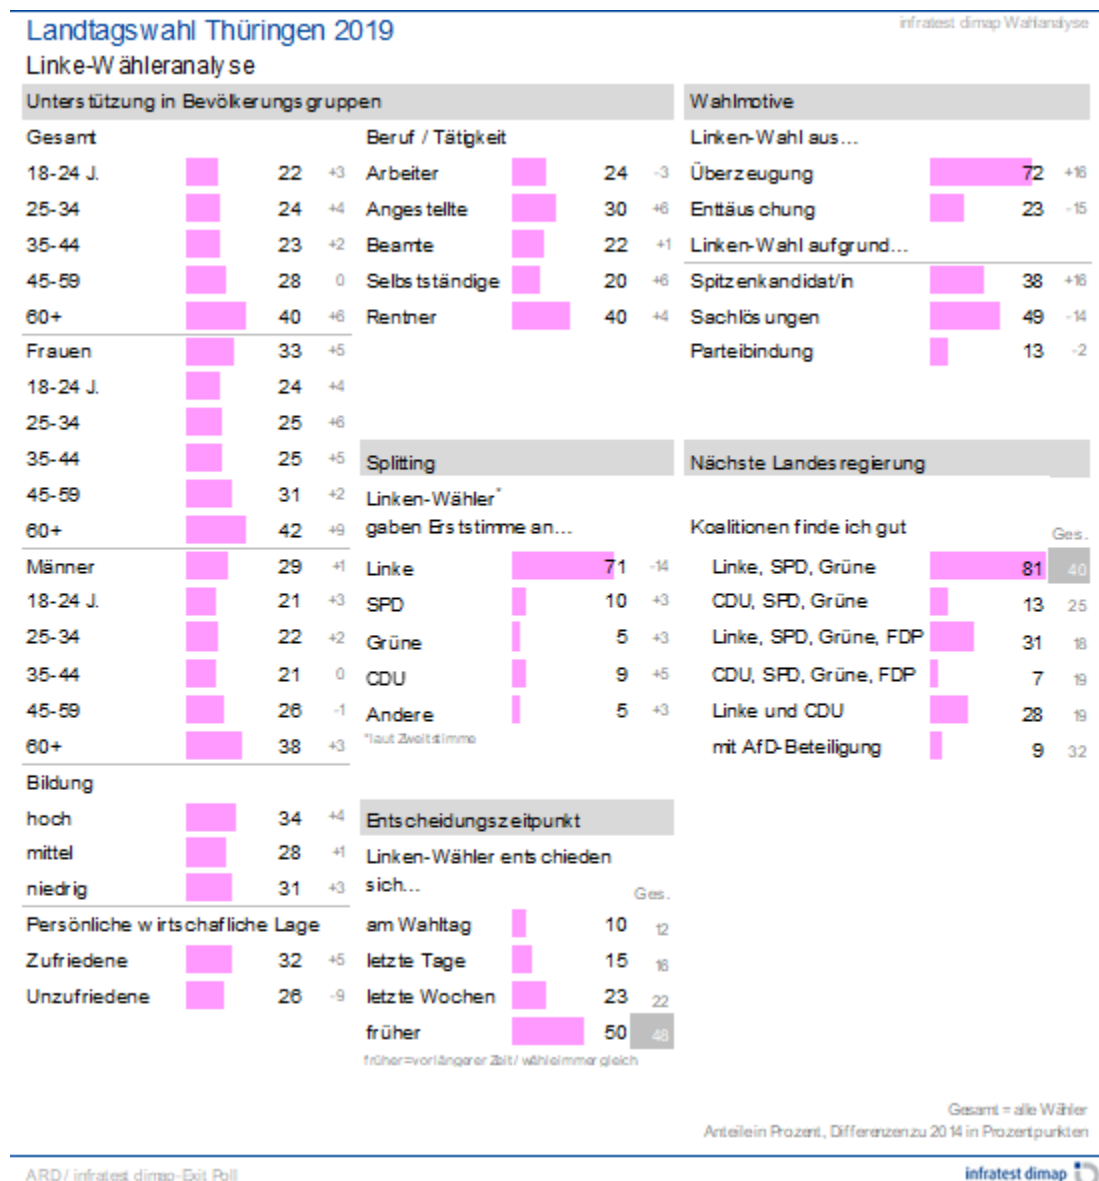 Landtagswahl Thüringen 2019
infratest dimap Wahlanalyse
Linke-Wähleranalyse
Unterstützung in Bevölkerungsgruppen
Gesamt
18-24 J. 22 +3
25-34 24 +4
35-44 23 +2
45-59 28 0
60+ 40 +6
Frauen 33 +5
18-24 J. 24 +4
25-34 25 +6
35-44 25 +5
45-59 31 +2
60+ 42 +9
Männer 29 +1
18-24 J. 21 +3
25-34 22 +2
35-44 21 0
45-59 26 -1
60+ 38 +3
Bildung
hoch 34 +4
mittel 28 +1
niedrig 31 +3
Persönliche wirtschafliche Lage
Zufriedene 32 +5
Unzufriedene 26 -9
Beruf / Tätigkeit
Arbeiter 24 -3
Angestellte 30 +6
Beamte 22 +1
Selbstständige 20 +6
Rentner 40 +4
Splitting
Linken-Wähler*
gaben Erststimme an...
Linke 71 -14
SPD 10 +3
Grüne 5 +3
CDU 9 +5
Andere 5 +3
*laut Zweitstimme
Entscheidungszeitpunkt
Linken-Wähler entschieden
sich...
Ges.
am Wahltag 10 12
letzte Tage 15 16
letzte Wochen 23 22
früher 50 48
früher=vor längerer Zeit/ wähle immer gleich
Wahlmotive
Linken-Wahl aus...
Überzeugung 72 +16
Enttäuschung 23 -15
Linken-Wahl aufgrund...
Spitzenkandidat/in 38 +16
Sachlösungen 49 -14
Parteibindung 13 -2
Nächste Landesregierung
Koalitionen finde ich gut
Ges.
Linke, SPD, Grüne 81 40
CDU, SPD, Grüne 13 25
Linke, SPD, Grüne, FDP 31 18
CDU, SPD, Grüne, FDP 7 19
Linke und CDU 28 19
mit AfD-Beteiligung 9 32
Gesamt = alle Wähler
Anteile in Prozent, Differenzen zu 2014 in Prozentpunkten
ARD / infratest dimap-Exit Poll
infratest dimap